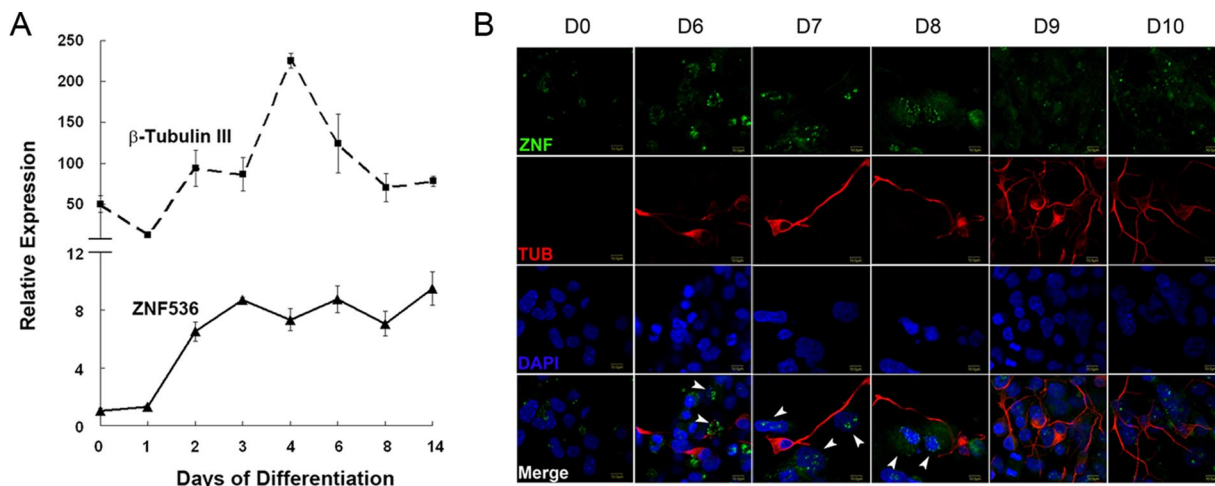 A
Relative Expression
250
200
150
100
50
12
8
4
0
β-Tubulin III
ZNF536
0 1 2 3 4 6 8 14
Days of Differentiation
B
D0 D6 D7 D8 D9 D10
ZNF
TUB
DAPI
Merge